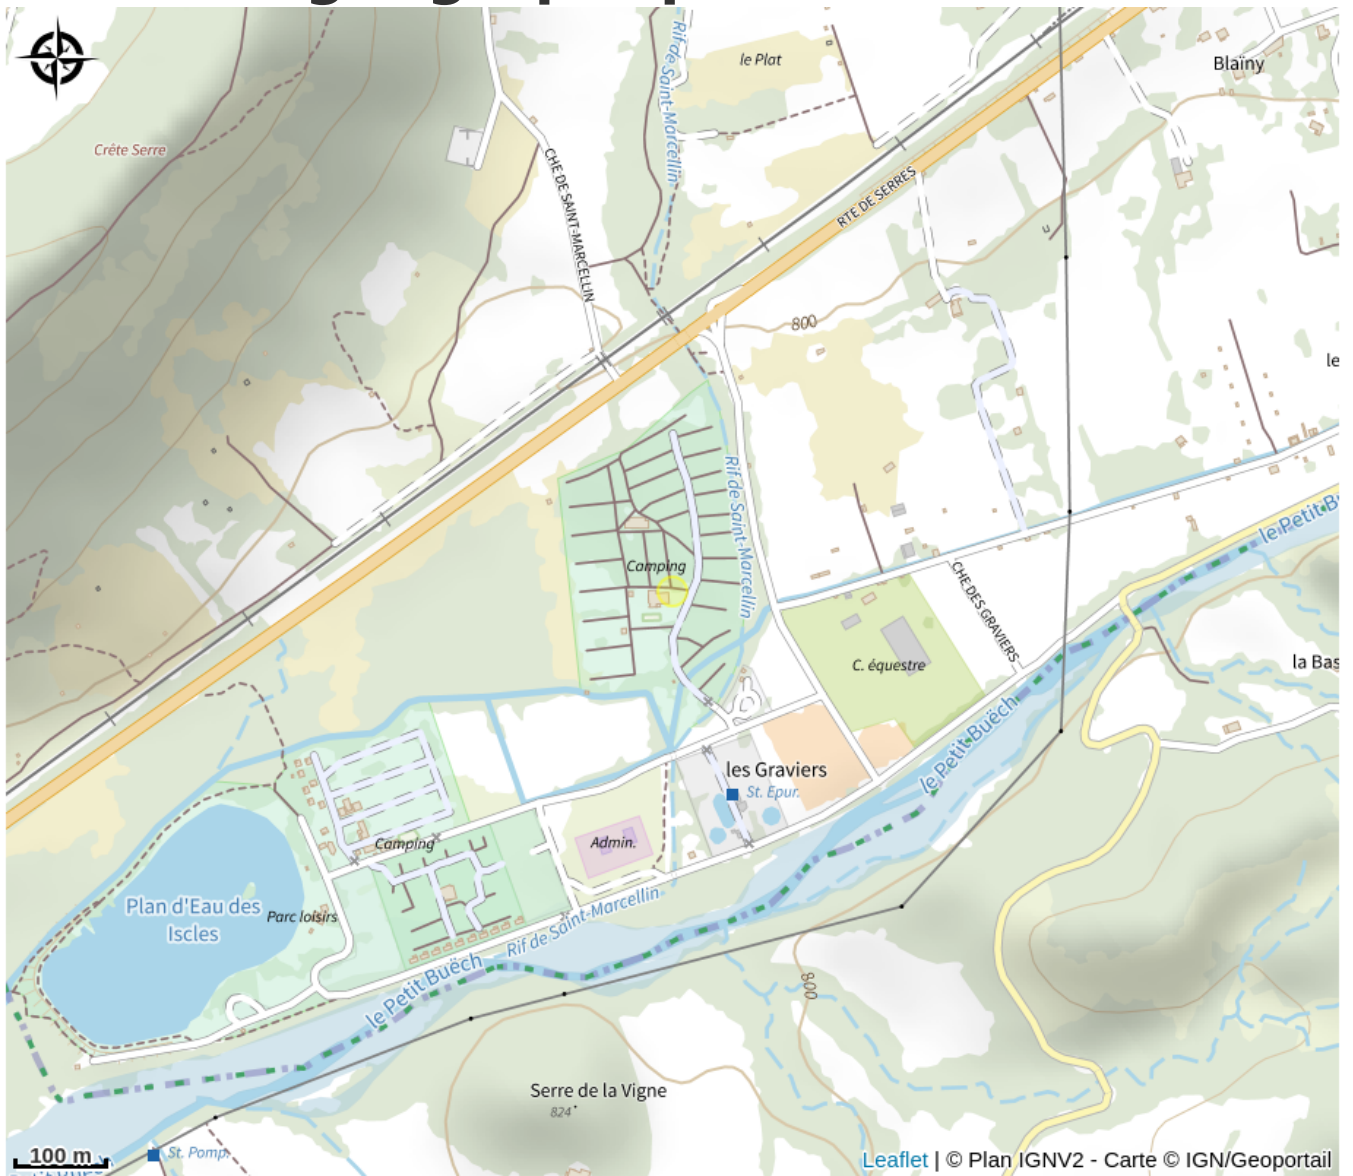 le Plat
Blaïny
Rif de Saint-Marcellin
Crête Serre
CHE DE SAINT-MARCELLIN
RTE DE SERRES
800
le
Rif de Saint-Marcellin
le Petit Bu
Camping
CHE DES GRAVIERS
C. équestre
la Bas
le Petit Buëch
les Graviers
St. Epur.
Camping
Admin.
Plan d'Eau des
Iscles
Parc loisirs
Rif de Saint-Marcellin
le Petit Buëch
800
Serre de la Vigne
824
100 m
St. Pomp.
Leaflet | © Plan IGNV2 - Carte © IGN/Geoportail